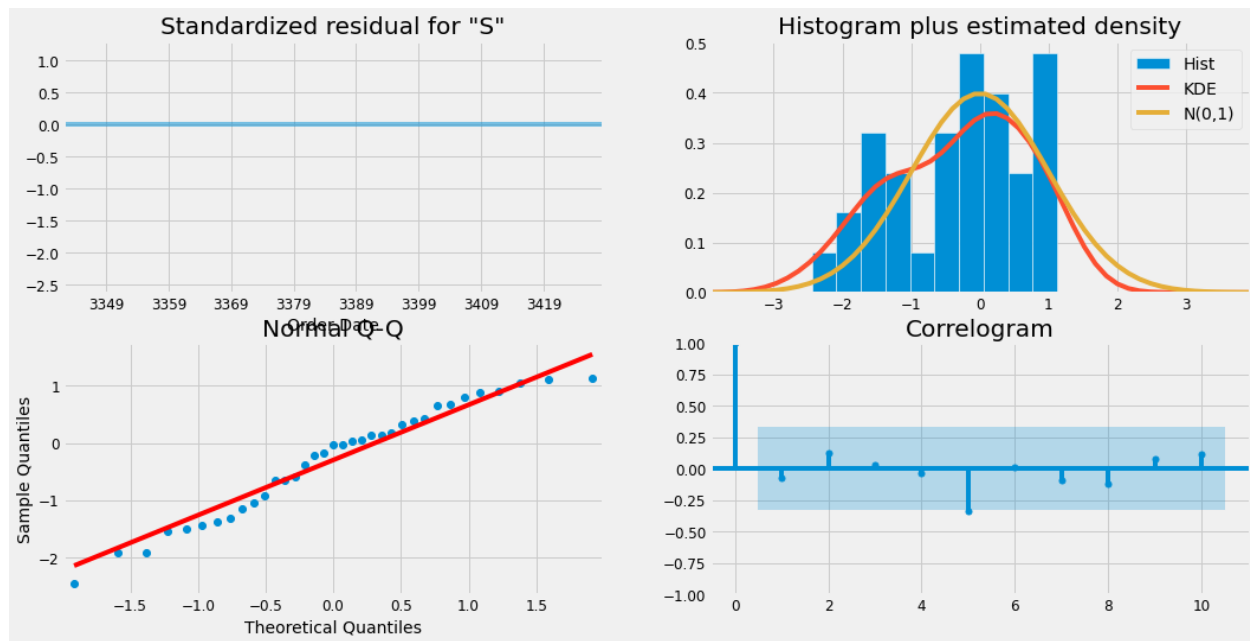 Standardized residual for "S"
1.0
0.5
0.0
−0.5
−1.0
−1.5
−2.0
−2.5
3349 3359 3369 3379 3389 3399 3409 3419
Order Date
Histogram plus estimated density
0.5
0.4
0.3
0.2
0.1
0.0
Hist
KDE
N(0,1)
−3 −2 −1 0 1 2 3
Normal Q-Q
Sample Quantiles
1
0
−1
−2
−1.5 −1.0 −0.5 0.0 0.5 1.0 1.5
Theoretical Quantiles
Correlogram
1.00
0.75
0.50
0.25
0.00
−0.25
−0.50
−0.75
−1.00
0 2 4 6 8 10